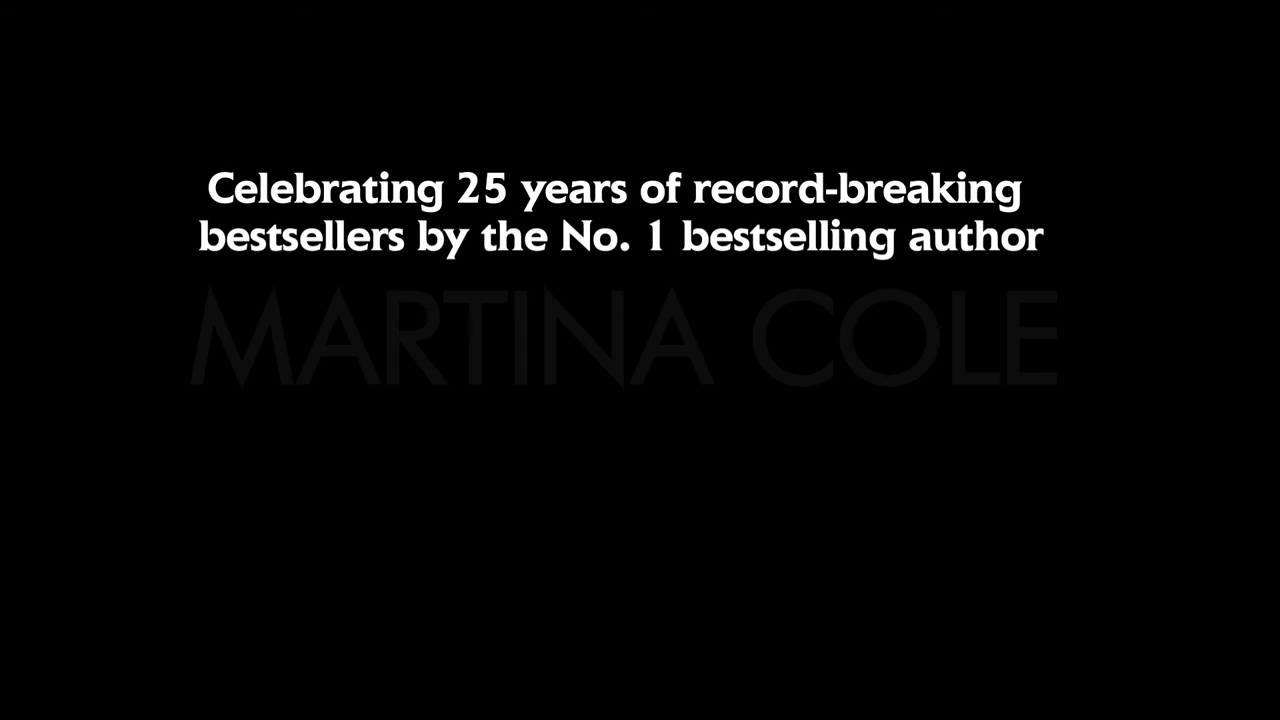 Celebrating 25 years of record-breaking
bestsellers by the No. 1 bestselling author
MARTINA COLE